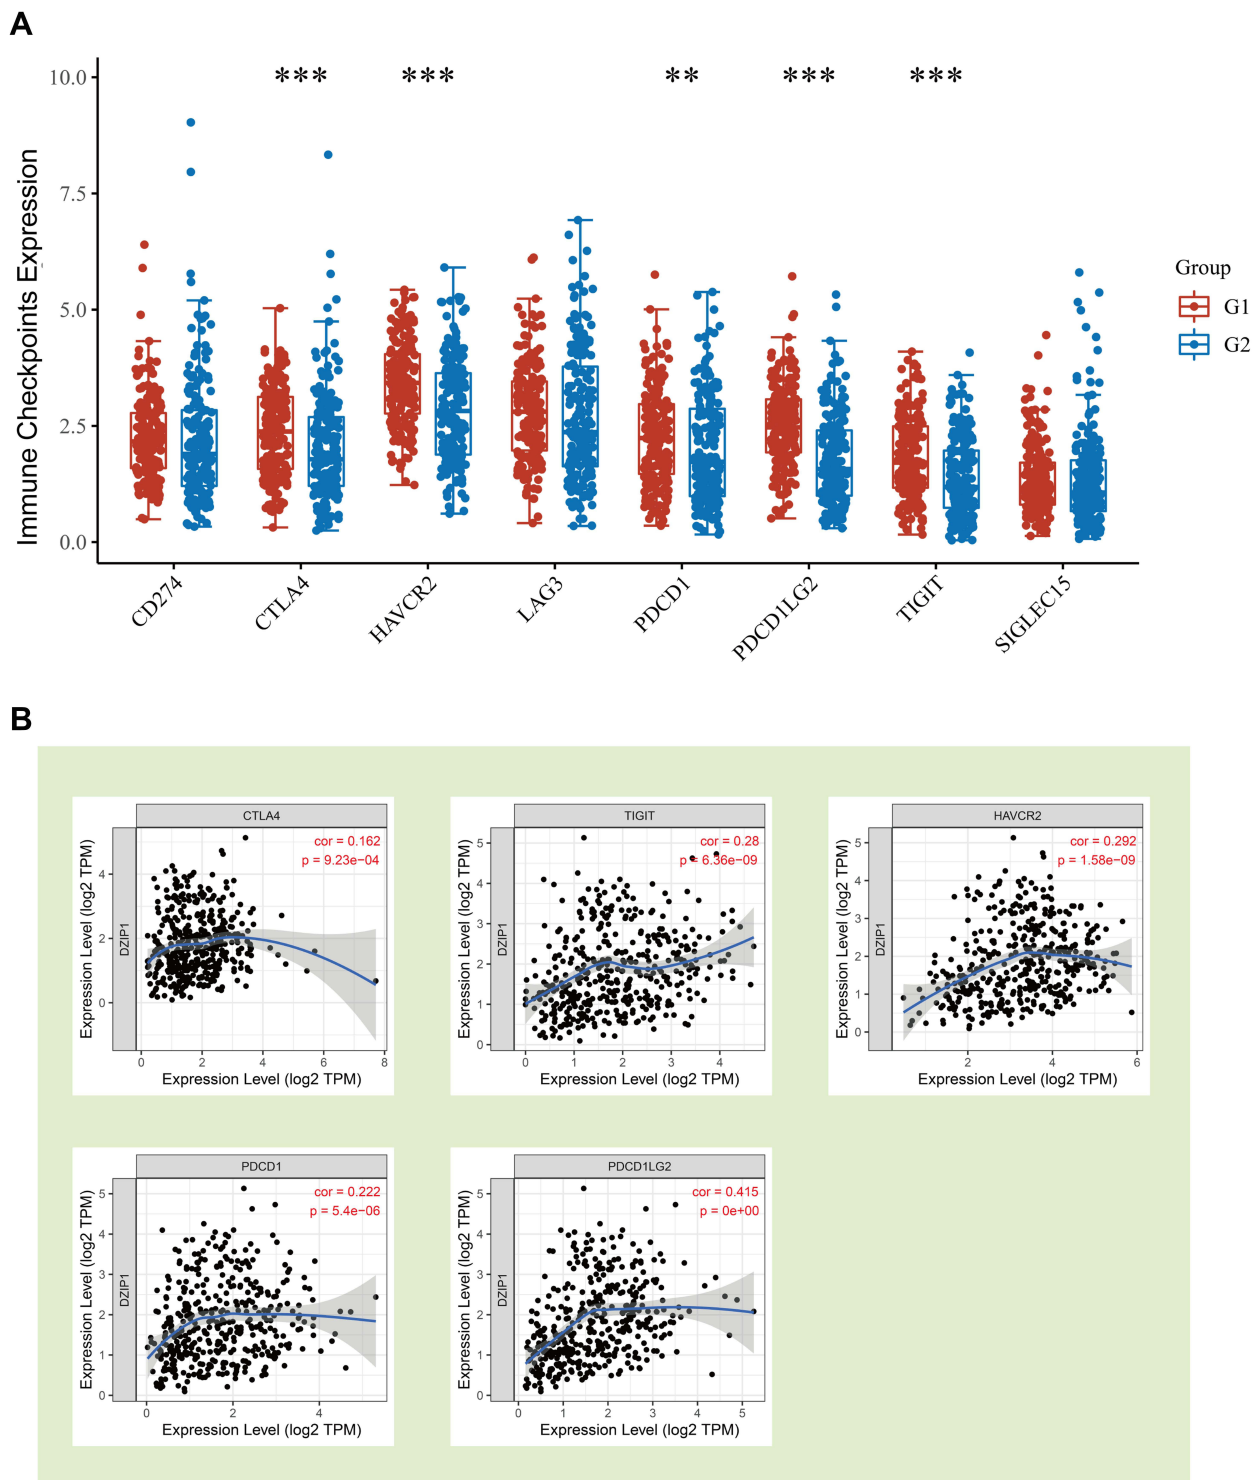 A
Immune Checkpoints Expression
10.0
7.5
5.0
2.5
0.0
*** *** ** *** ***
CD274 CTLA4 HAVCR2 LAG3 PDCD1 PDCD1LG2 TIGIT SIGLEC15
Group
G1
G2
B
CTLA4
cor = 0.162
p = 9.23e−04
DZIP1
Expression Level (log2 TPM)
4
2
0
0 2 4 6 8
Expression Level (log2 TPM)
TIGIT
cor = 0.28
p = 6.36e−09
DZIP1
Expression Level (log2 TPM)
5
4
3
2
1
0
0 1 2 3 4
Expression Level (log2 TPM)
HAVCR2
cor = 0.292
p = 1.58e−09
DZIP1
Expression Level (log2 TPM)
5
4
3
2
1
0
2 4 6
Expression Level (log2 TPM)
PDCD1
cor = 0.222
p = 5.4e−06
DZIP1
Expression Level (log2 TPM)
5
4
3
2
1
0
0 2 4
Expression Level (log2 TPM)
PDCD1LG2
cor = 0.415
p = 0e+00
DZIP1
Expression Level (log2 TPM)
5
4
3
2
1
0
0 1 2 3 4 5
Expression Level (log2 TPM)